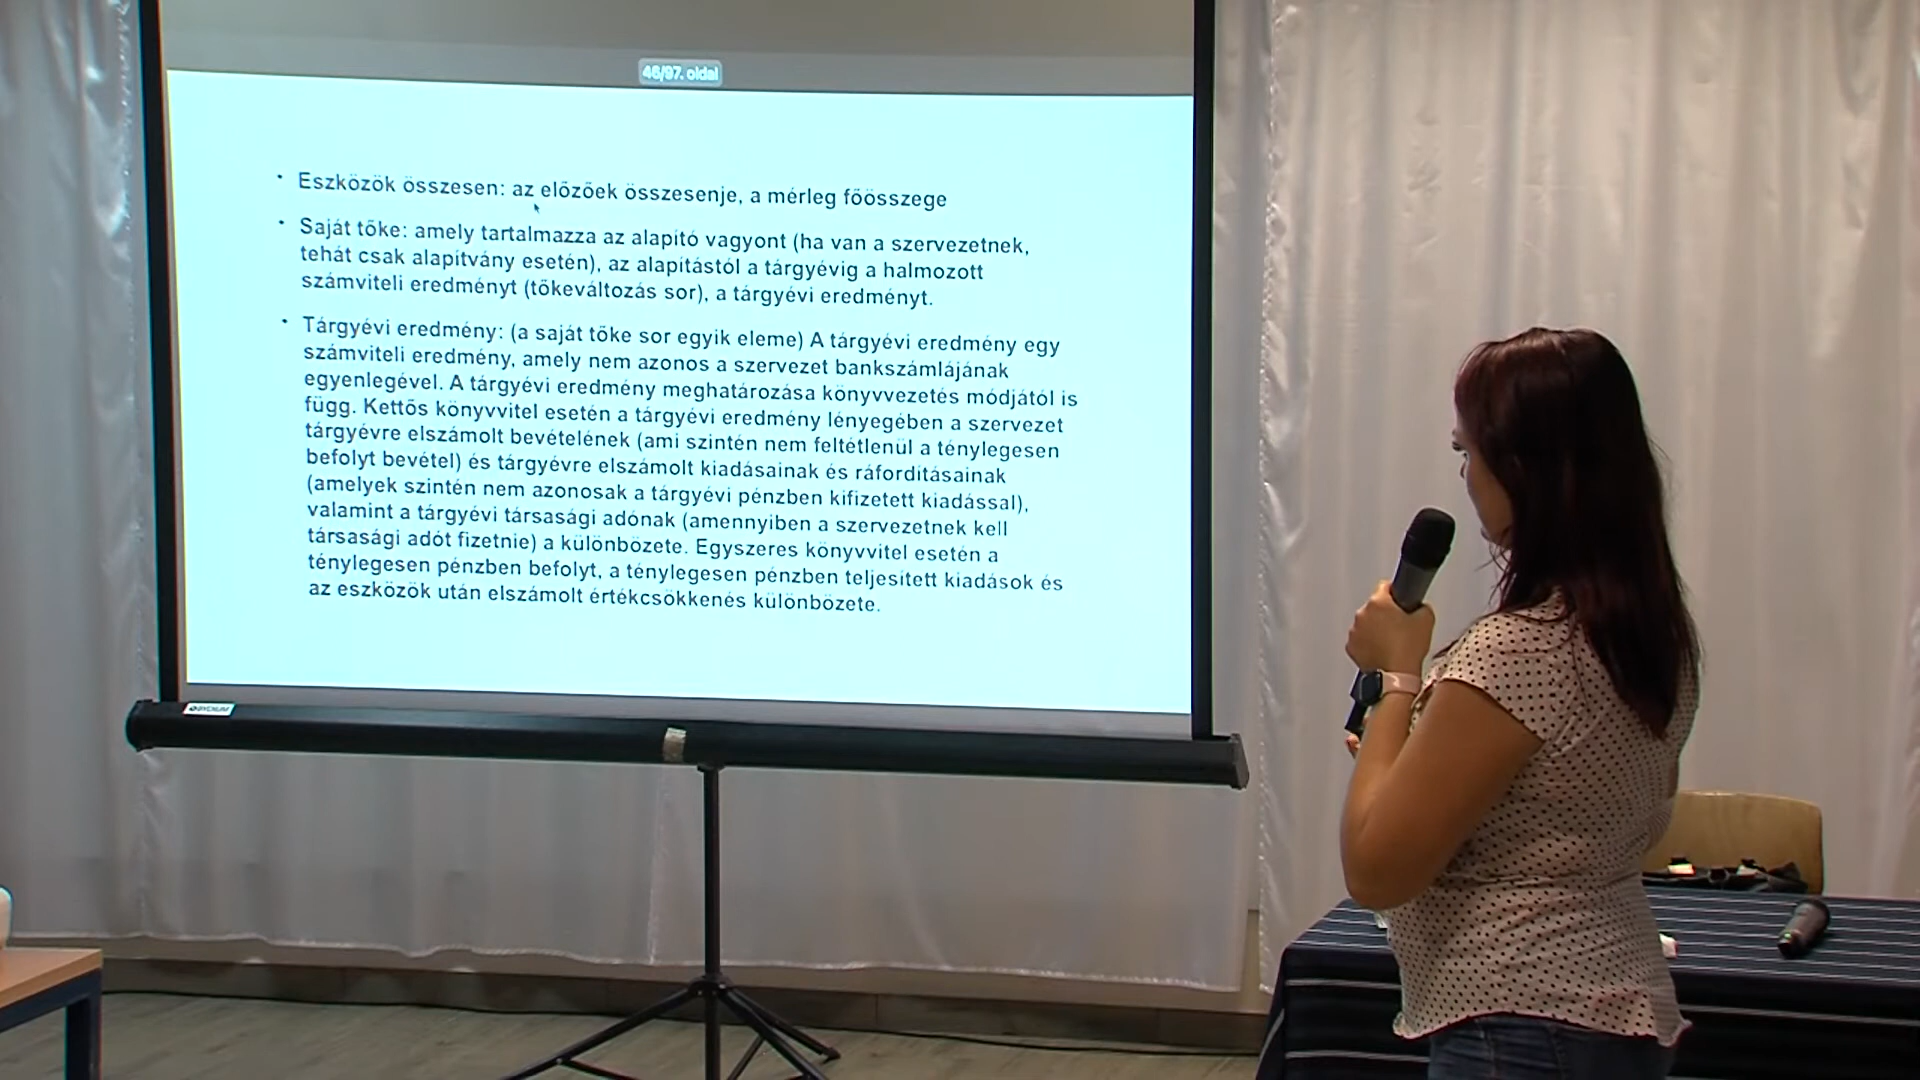 46/97. oldal
• Eszközök összesen: az előzőek összesenje, a mérleg főösszege
• Saját tőke: amely tartalmazza az alapító vagyont (ha van a szervezetnek,
tehát csak alapítvány esetén), az alapítástól a tárgyévig a halmozott
számviteli eredményt (tőkeváltozás sor), a tárgyévi eredményt.
• Tárgyévi eredmény: (a saját tőke sor egyik eleme) A tárgyévi eredmény egy
számviteli eredmény, amely nem azonos a szervezet bankszámlájának
egyenlegével. A tárgyévi eredmény meghatározása könyvvezetés módjától is
függ. Kettős könyvvitel esetén a tárgyévi eredmény lényegében a szervezet
tárgyévre elszámolt bevételének (ami szintén nem feltétlenül a ténylegesen
befolyt bevétel) és tárgyévre elszámolt kiadásainak és ráfordításainak
(amelyek szintén nem azonosak a tárgyévi pénzben kifizetett kiadással),
valamint a tárgyévi társasági adónak (amennyiben a szervezetnek kell
társasági adót fizetnie) a különbözete. Egyszeres könyvvitel esetén a
ténylegesen pénzben befolyt, a ténylegesen pénzben teljesített kiadások és
az eszközök után elszámolt értékcsökkenés különbözete.